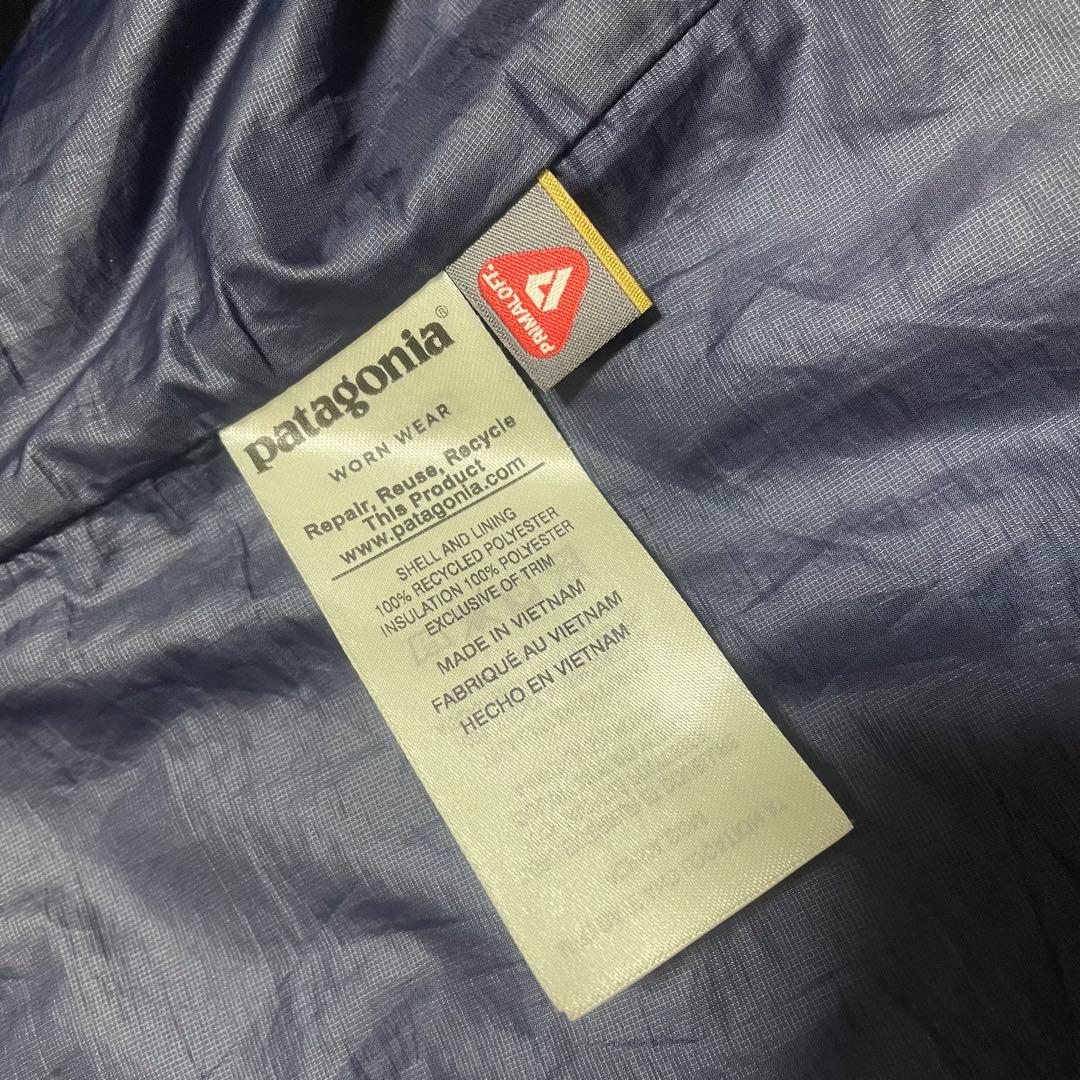 PRIMALOFT®
patagonia®
WORN WEAR
Repair, Reuse, Recycle
This Product
www.patagonia.com
SHELL AND LINING
100% RECYCLED POLYESTER
INSULATION 100% POLYESTER
EXCLUSIVE OF TRIM
MADE IN VIETNAM
FABRIQUÉ AU VIETNAM
HECHO EN VIETNAM